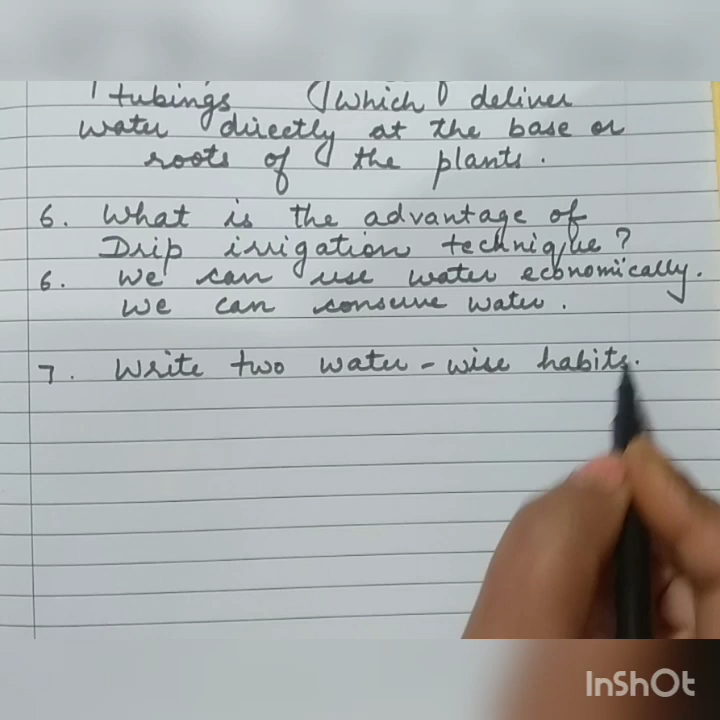 tubings which deliver
water directly at the base or
roots of the plants.
6. What is the advantage of
Drip irrigation technique?
6. We can use water economically.
We can conserve water.
7. Write two water-wise habits.
InShOt